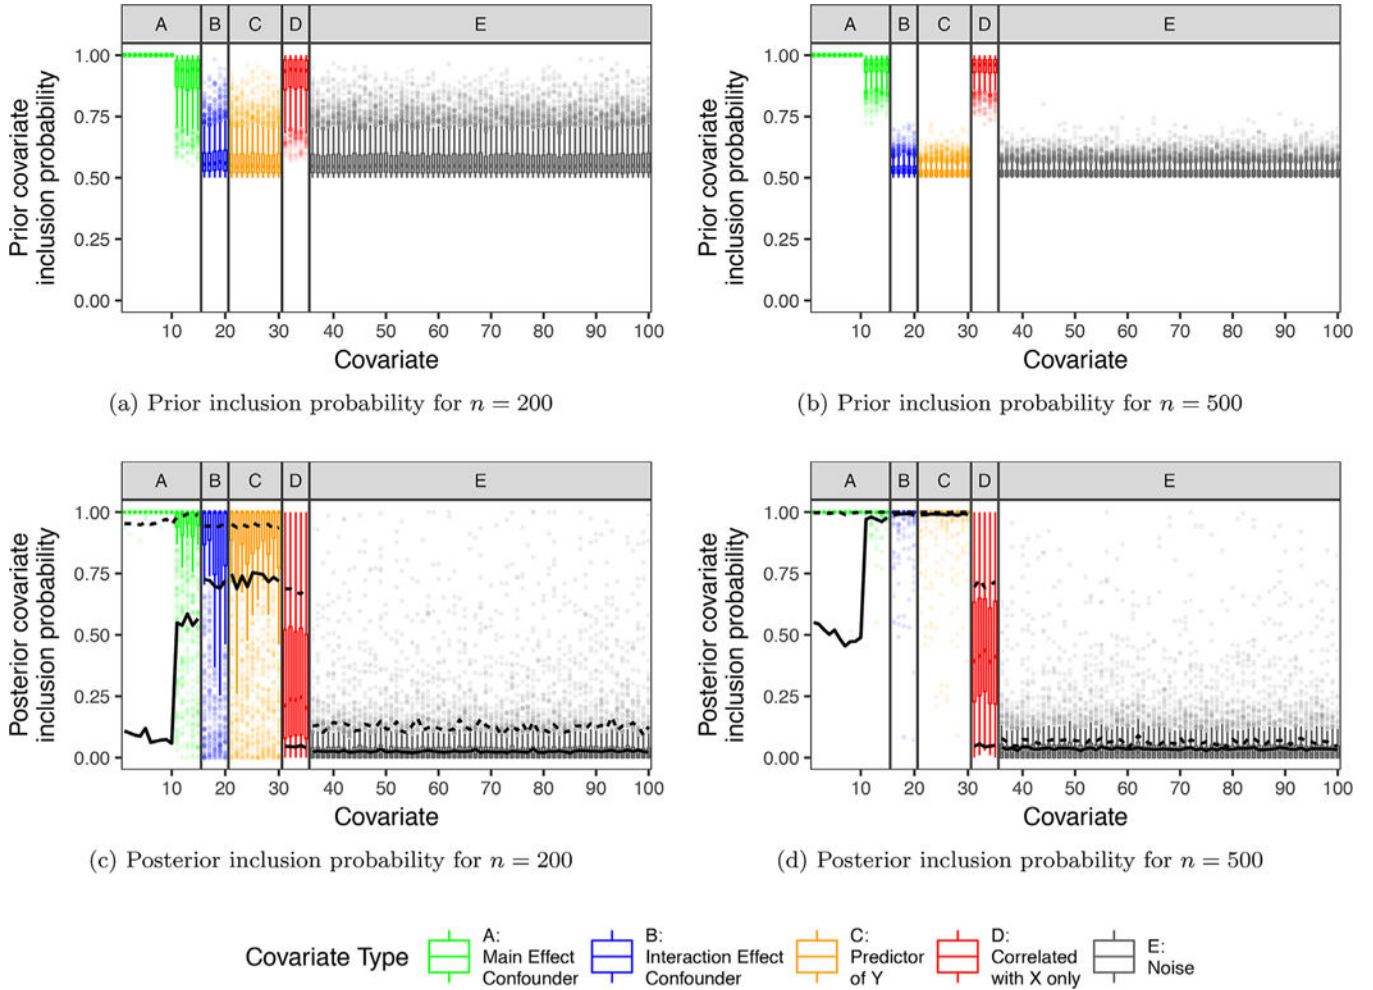 A B C D E
Prior covariate
inclusion probability
1.00
0.75
0.50
0.25
0.00
10 20 30 40 50 60 70 80 90 100
Covariate
(a) Prior inclusion probability for n = 200
A B C D E
Prior covariate
inclusion probability
1.00
0.75
0.50
0.25
0.00
10 20 30 40 50 60 70 80 90 100
Covariate
(b) Prior inclusion probability for n = 500
A B C D E
Posterior covariate
inclusion probability
1.00
0.75
0.50
0.25
0.00
10 20 30 40 50 60 70 80 90 100
Covariate
(c) Posterior inclusion probability for n = 200
A B C D E
Posterior covariate
inclusion probability
1.00
0.75
0.50
0.25
0.00
10 20 30 40 50 60 70 80 90 100
Covariate
(d) Posterior inclusion probability for n = 500
Covariate Type
A:
Main Effect
Confounder
B:
Interaction Effect
Confounder
C:
Predictor
of Y
D:
Correlated
with X only
E:
Noise